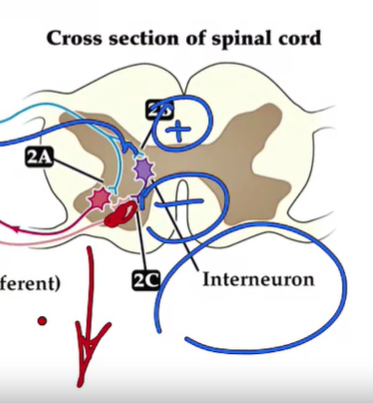 Cross section of spinal cord
2B
+
2A
−
2C
Interneuron
ferent)